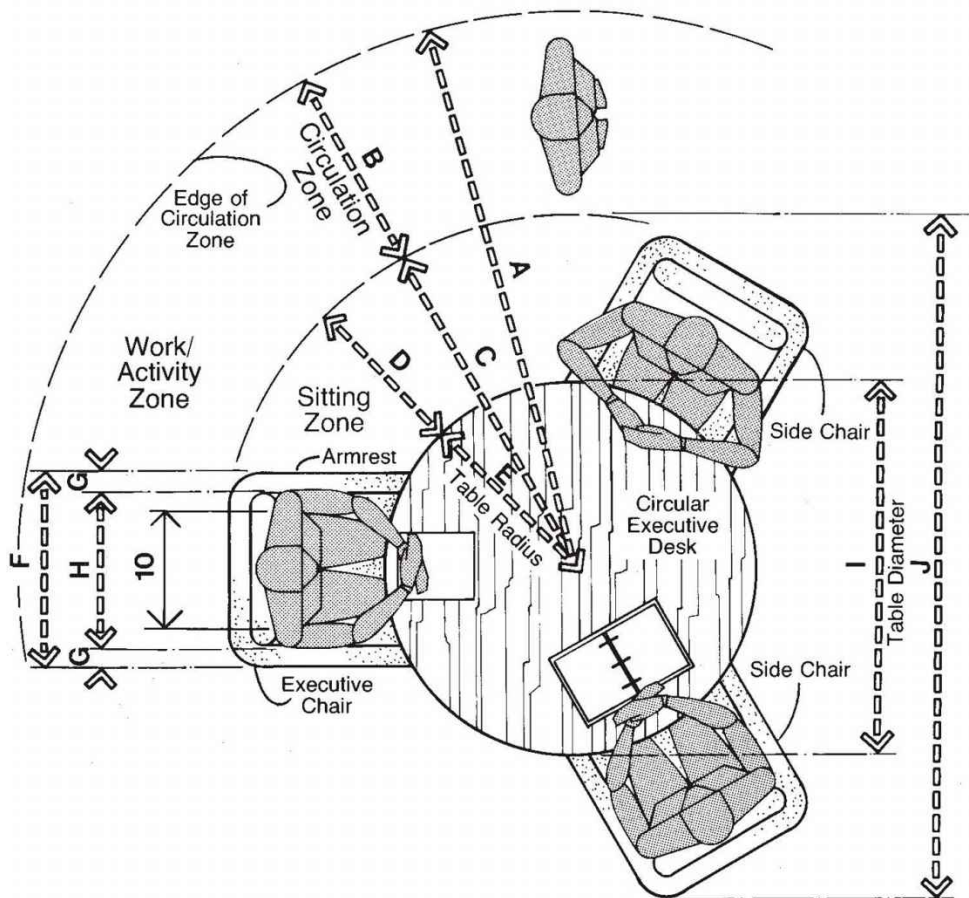 A
B
Circulation
Zone
Edge of
Circulation
Zone
C
D
Work/
Activity
Zone
Sitting
Zone
Side Chair
Armrest
E
Table Radius
Circular
Executive
Desk
G
F
H
10
G
I
Table Diameter
J
Side Chair
Executive
Chair